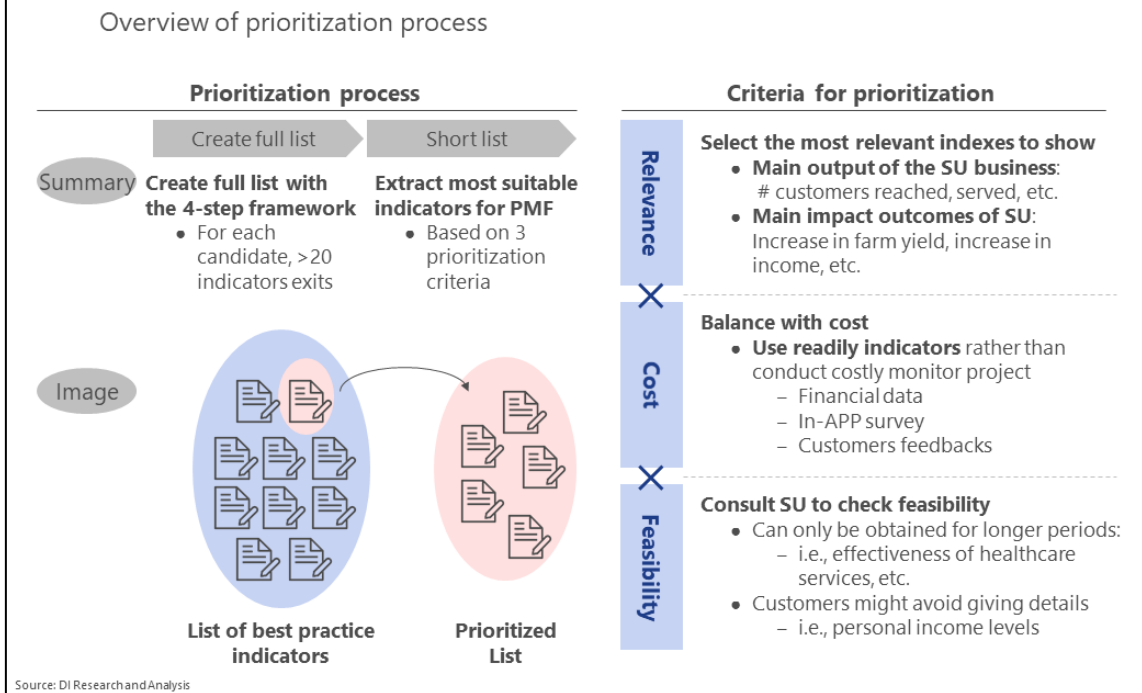 Overview of prioritization process
Prioritization process
Create full list
Short list
Summary
Create full list with
the 4-step framework
• For each
candidate, >20
indicators exits
Extract most suitable
indicators for PMF
• Based on 3
prioritization
criteria
Image
List of best practice
indicators
Prioritized
List
Criteria for prioritization
Relevance
Select the most relevant indexes to show
• Main output of the SU business:
# customers reached, served, etc.
• Main impact outcomes of SU:
Increase in farm yield, increase in
income, etc.
×
Cost
Balance with cost
• Use readily indicators rather than
conduct costly monitor project
– Financial data
– In-APP survey
– Customers feedbacks
×
Feasibility
Consult SU to check feasibility
• Can only be obtained for longer periods:
– i.e., effectiveness of healthcare
services, etc.
• Customers might avoid giving details
– i.e., personal income levels
Source: DI Research and Analysis